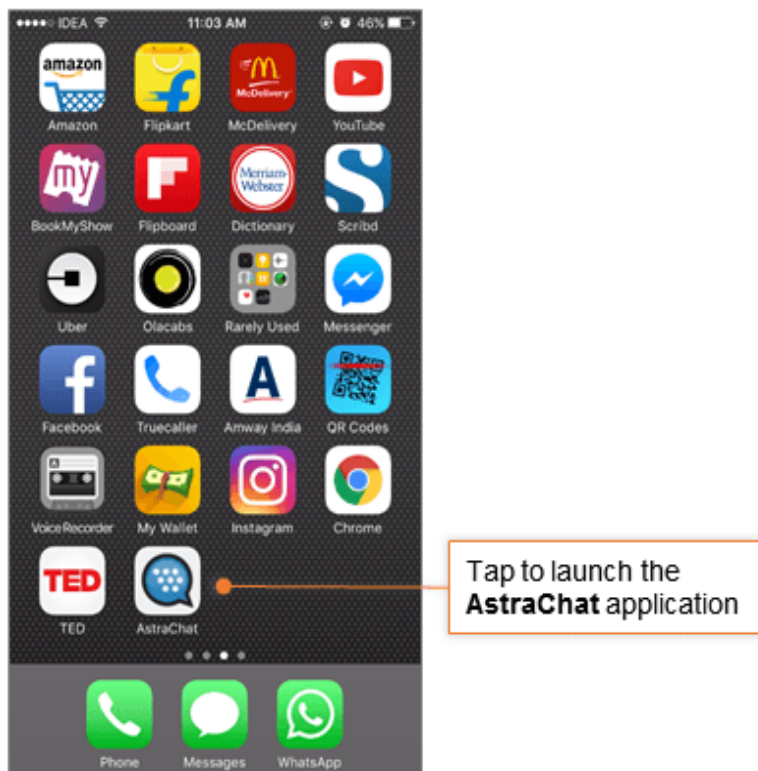 IDEA 11:03 AM 46%
amazon
McDelivery
Amazon Flipkart McDelivery YouTube
my
Merriam-
Webster
BookMyShow Flipboard Dictionary Scribd
Uber Olacabs Rarely Used Messenger
f A
Facebook Truecaller Amway India QR Codes
A
Voice Recorder My Wallet Instagram Chrome
TED
TED AstraChat
Tap to launch the
AstraChat application
Phone Messages WhatsApp